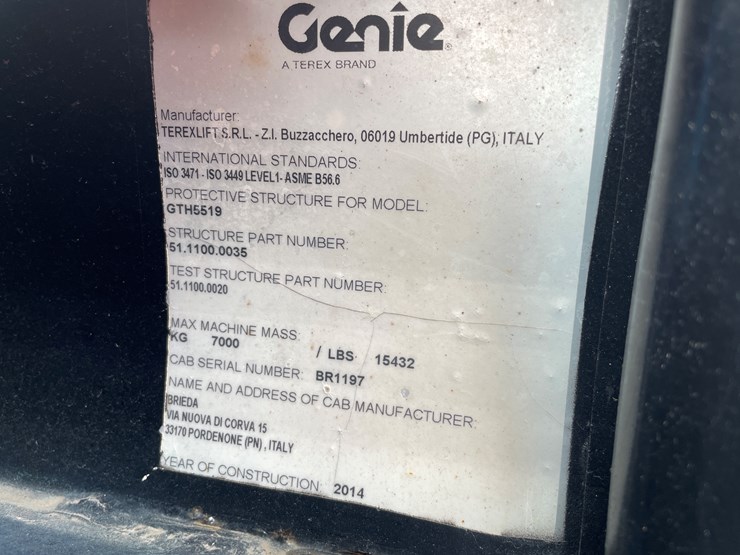 Genie
A TEREX BRAND
Manufacturer:
TEREXLIFT S.R.L. - Z.I. Buzzacchero, 06019 Umbertide (PG), ITALY
INTERNATIONAL STANDARDS:
ISO 3471 - ISO 3449 LEVEL1- ASME B56.6
PROTECTIVE STRUCTURE FOR MODEL:
GTH5519
STRUCTURE PART NUMBER:
51.1100.0035
TEST STRUCTURE PART NUMBER:
51.1100.0020
MAX MACHINE MASS:
KG 7000 / LBS 15432
CAB SERIAL NUMBER: BR1197
NAME AND ADDRESS OF CAB MANUFACTURER:
BRIEDA
VIA NUOVA DI CORVA 15
33170 PORDENONE (PN) , ITALY
YEAR OF CONSTRUCTION: 2014